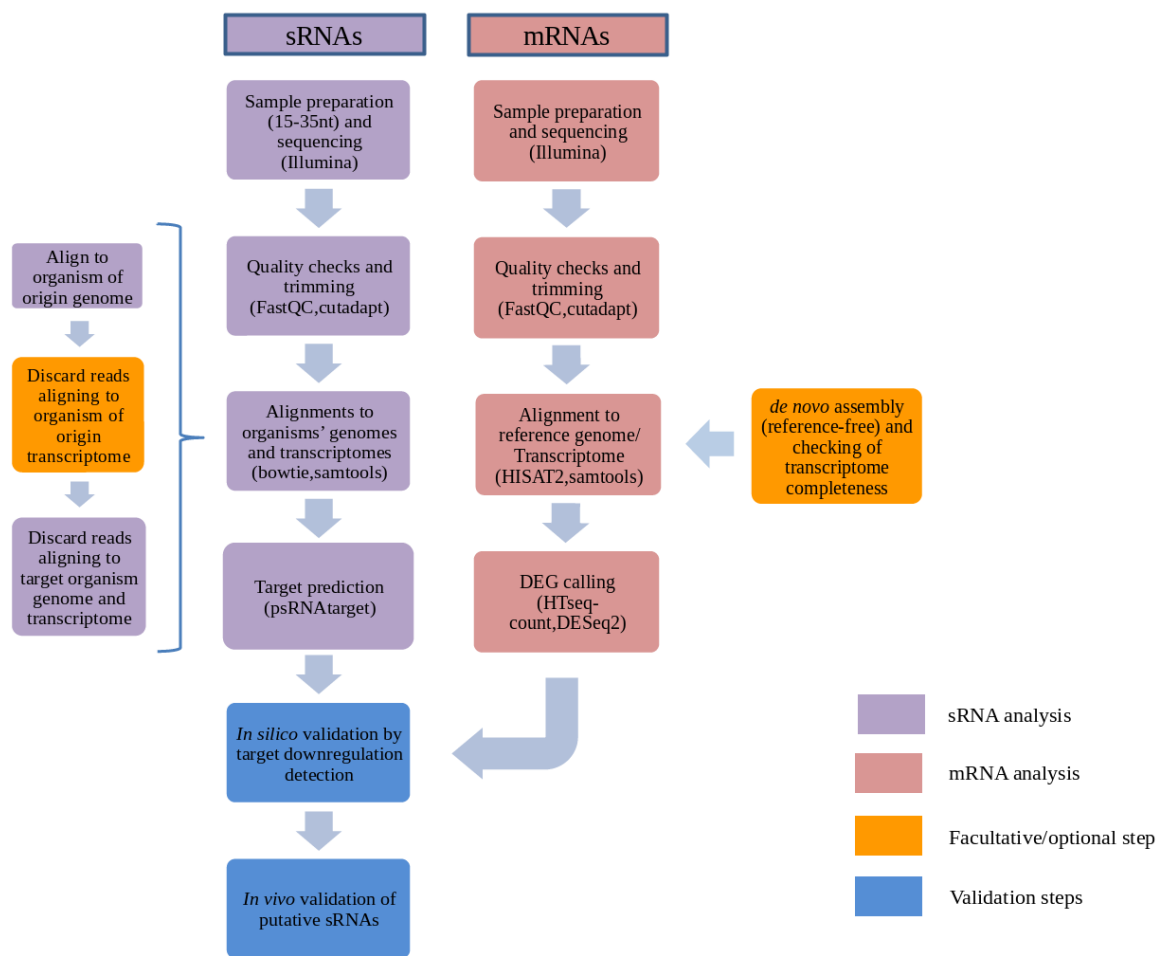 sRNAs
mRNAs
Sample preparation
(15-35nt) and
sequencing
(Illumina)
Sample preparation
and sequencing
(Illumina)
Align to
organism of
origin genome
Discard reads
aligning to
organism of
origin
transcriptome
Discard reads
aligning to
target organism
genome and
transcriptome
Quality checks and
trimming
(FastQC,cutadapt)
Quality checks and
trimming
(FastQC,cutadapt)
Alignments to
organisms’ genomes
and transcriptomes
(bowtie,samtools)
Alignment to
reference genome/
Transcriptome
(HISAT2,samtools)
de novo assembly
(reference-free) and
checking of
transcriptome
completeness
Target prediction
(psRNAtarget)
DEG calling
(HTseq-
count,DESeq2)
In silico validation by
target downregulation
detection
In vivo validation of
putative sRNAs
sRNA analysis
mRNA analysis
Facultative/optional step
Validation steps